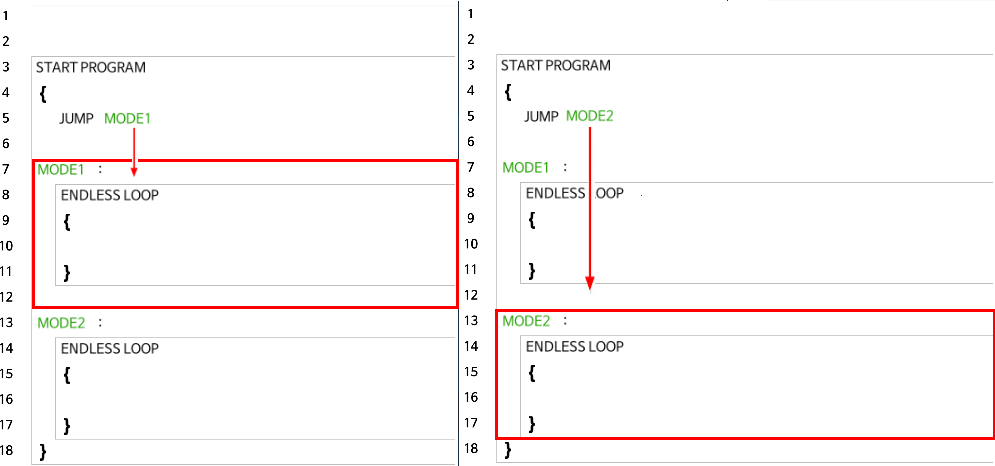 1
2
3 START PROGRAM
4 {
5 JUMP MODE1
6
7 MODE1 :
8 ENDLESS LOOP
9 {
10
11 }
12
13 MODE2 :
14 ENDLESS LOOP
15 {
16
17 }
18 }
1
2
3 START PROGRAM
4 {
5 JUMP MODE2
6
7 MODE1 :
8 ENDLESS LOOP
9 {
10
11 }
12
13 MODE2 :
14 ENDLESS LOOP
15 {
16
17 }
18 }